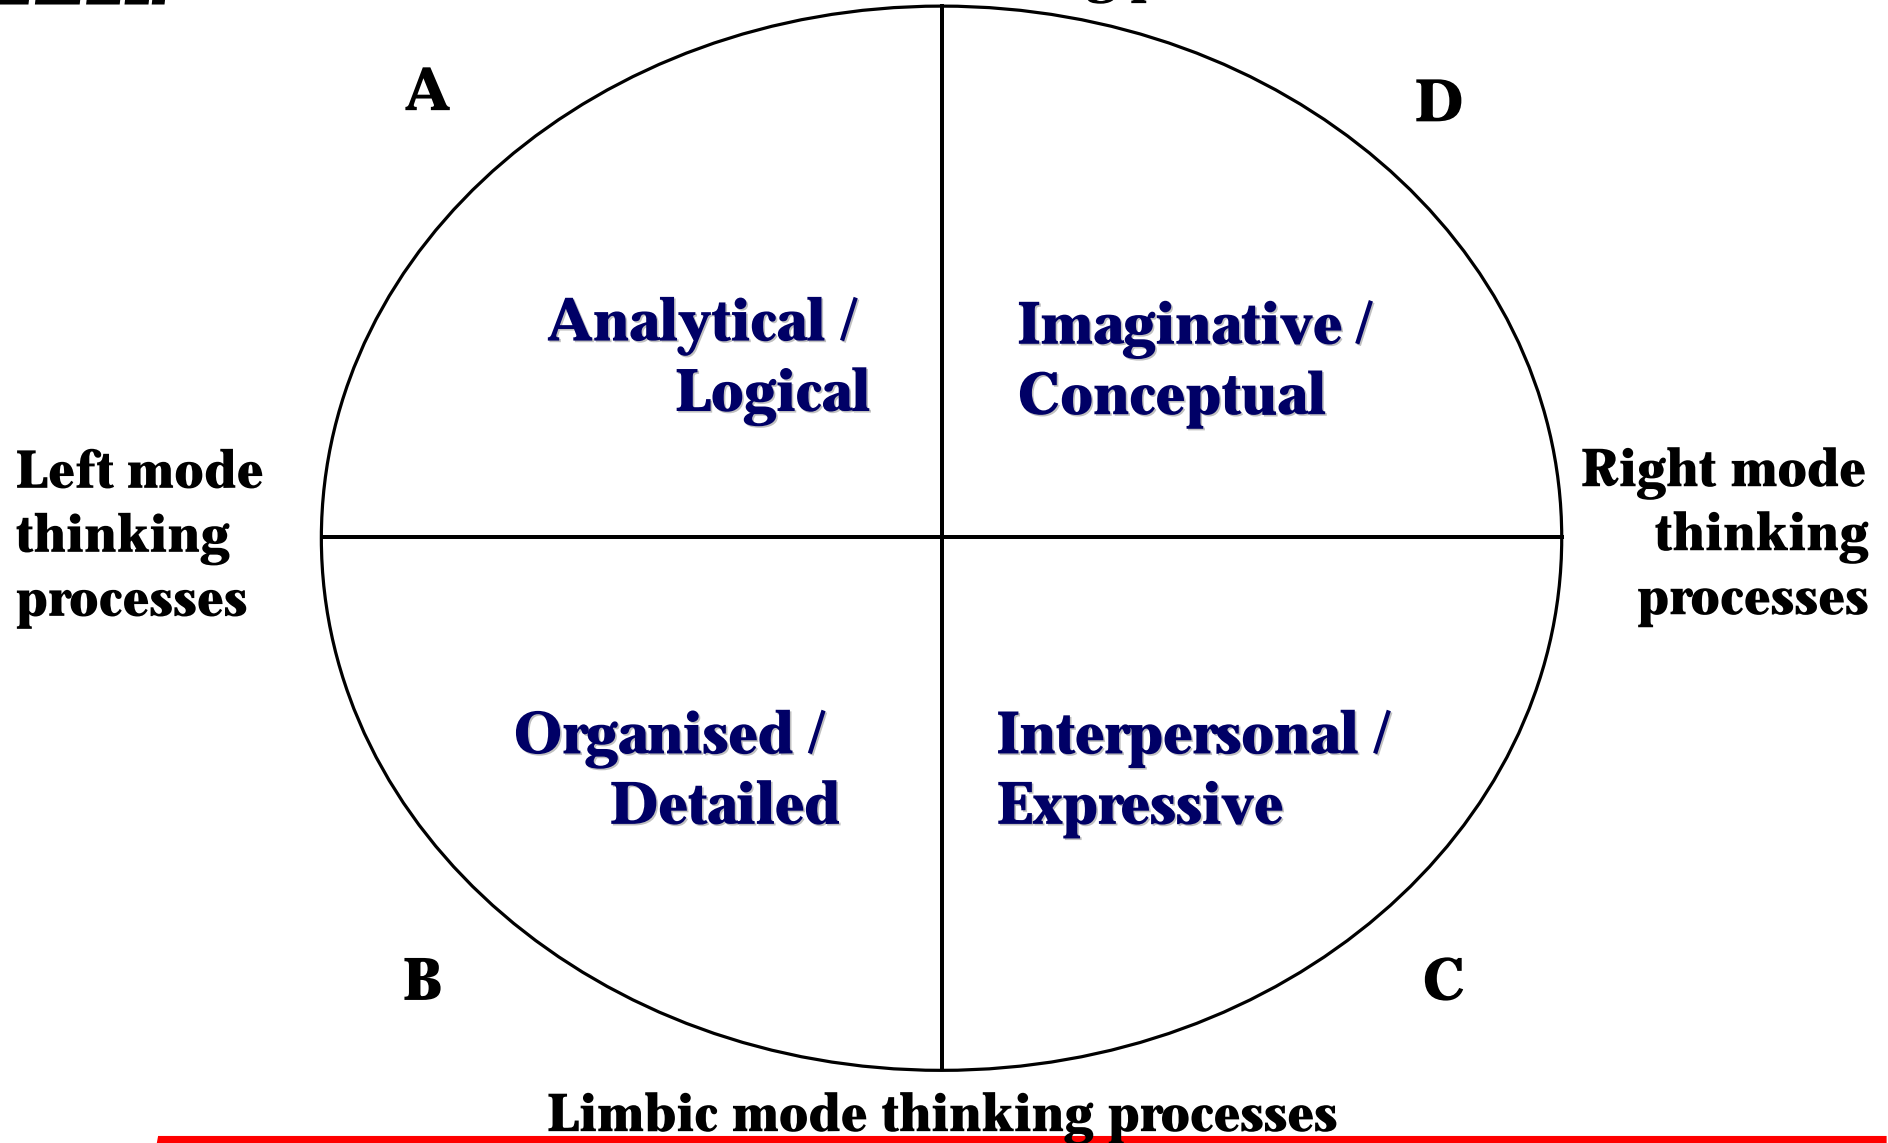 A
D
Analytical /
Logical
Imaginative /
Conceptual
Left mode
thinking
processes
Right mode
thinking
processes
Organised /
Detailed
Interpersonal /
Expressive
B
C
Limbic mode thinking processes